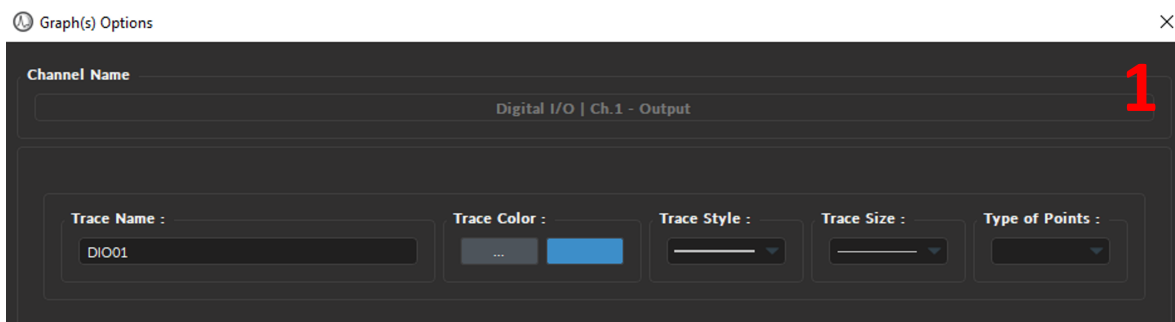 Graph(s) Options
Channel Name
1
Digital I/O | Ch.1 - Output
Trace Name :
Trace Color :
Trace Style :
Trace Size :
Type of Points :
DIO01
...